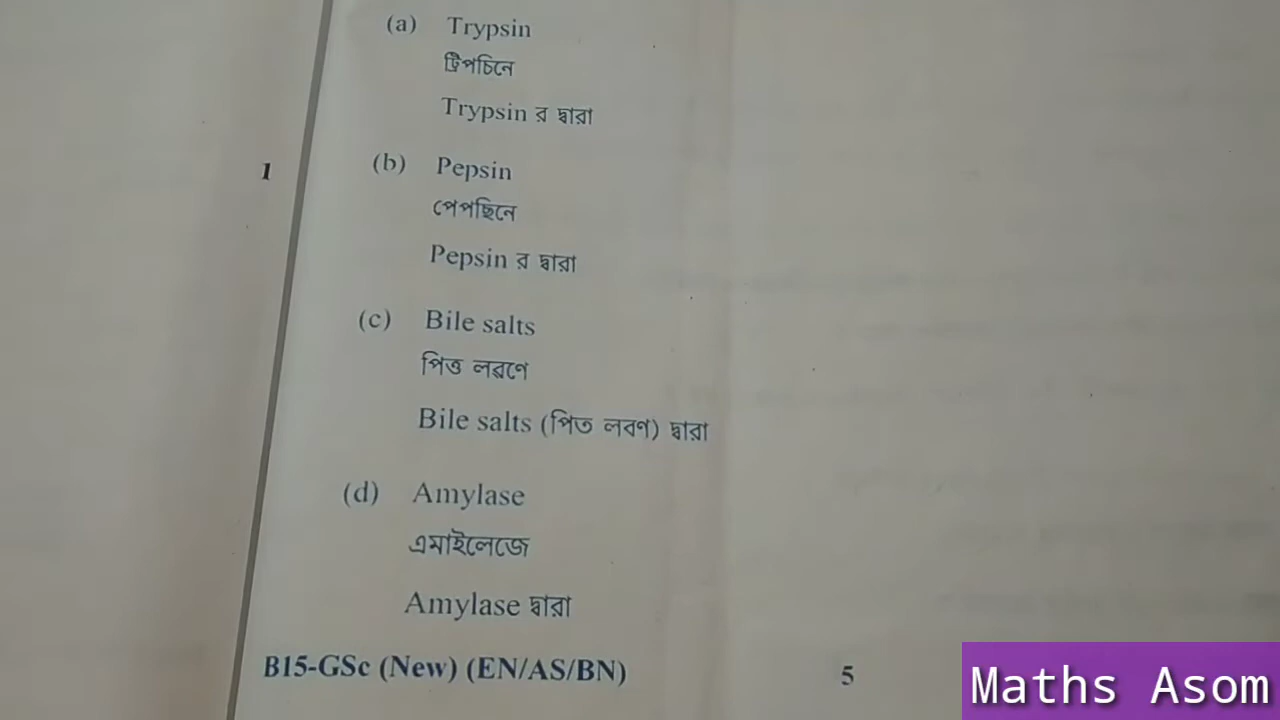 (a) Trypsin
ট্ৰিপচিনে
Trypsin র দ্বারা
1
(b) Pepsin
পেপছিনে
Pepsin র দ্বারা
(c) Bile salts
পিত্ত লৱণে
Bile salts (পিত লবণ) দ্বারা
(d) Amylase
এমাইলেজে
Amylase দ্বারা
B15-GSc (New) (EN/AS/BN) 5
Maths Asom